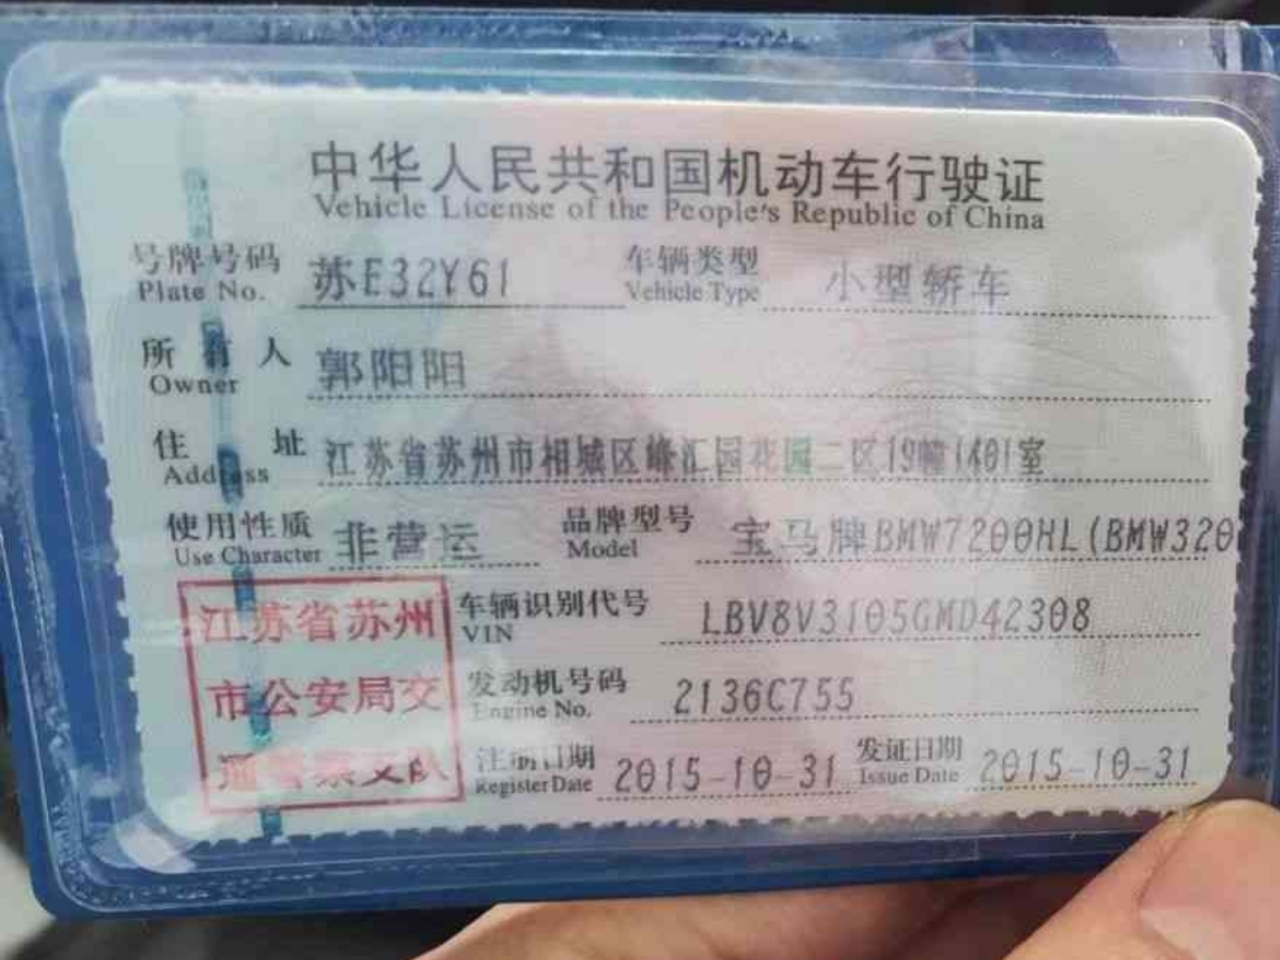 中华人民共和国机动车行驶证
Vehicle License of the People's Republic of China
号牌号码 苏E32Y61 车辆类型 小型轿车
Plate No. Vehicle Type
所有人 郭阳阳
Owner
住址 江苏省苏州市相城区峰汇园花园二区19幢1401室
Address
使用性质 非营运 品牌型号 宝马牌BMW7200HL(BMW320
Use Character Model
江苏省苏州
市公安局交
通警察支队
车辆识别代号 LBV8V3105GMD42308
VIN
发动机号码 2136C755
Engine No.
注册日期 2015-10-31 发证日期 2015-10-31
Register Date Issue Date